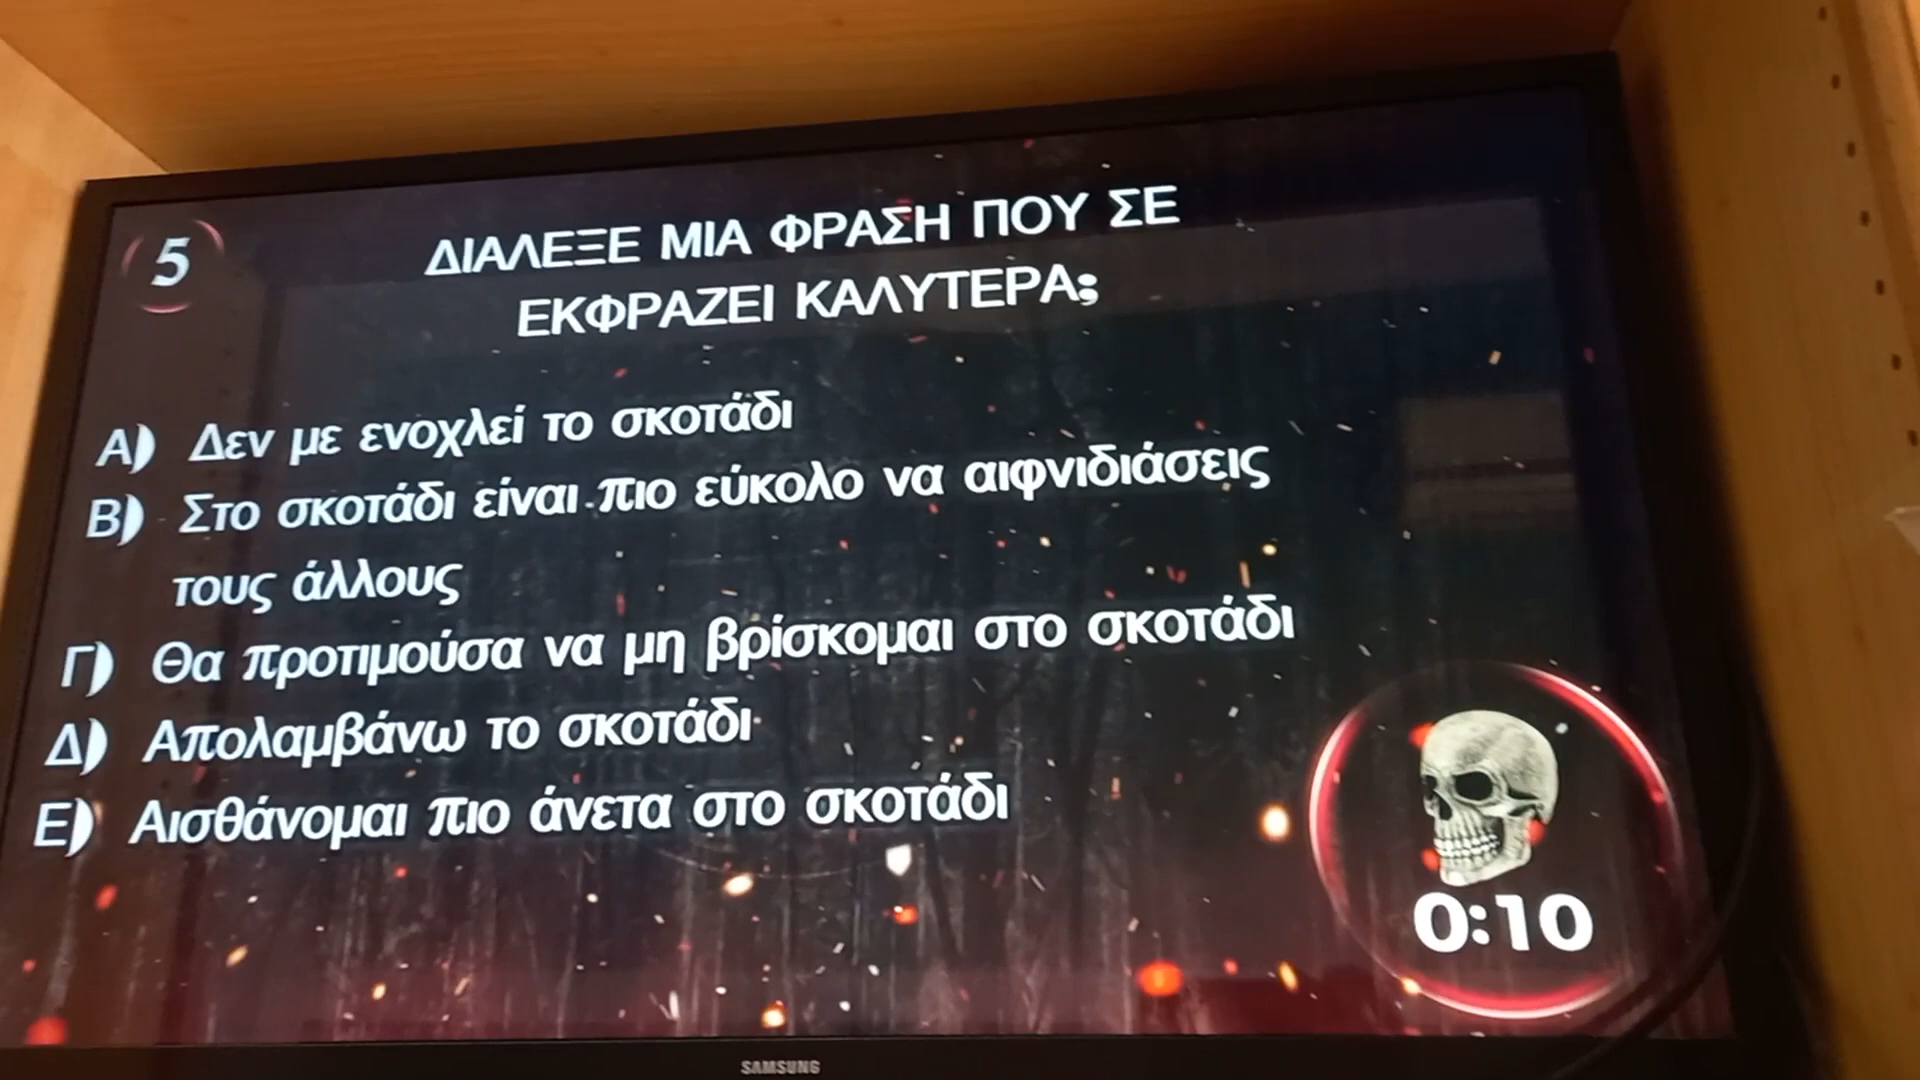 5
ΔΙΑΛΕΞΕ ΜΙΑ ΦΡΑΣΗ ΠΟΥ ΣΕ
ΕΚΦΡΑΖΕΙ ΚΑΛΥΤΕΡΑ;
Α) Δεν με ενοχλεί το σκοτάδι
Β) Στο σκοτάδι είναι πιο εύκολο να αιφνιδιάσεις
τους άλλους
Γ) Θα προτιμούσα να μη βρίσκομαι στο σκοτάδι
Δ) Απολαμβάνω το σκοτάδι
Ε) Αισθάνομαι πιο άνετα στο σκοτάδι
0:10
SAMSUNG